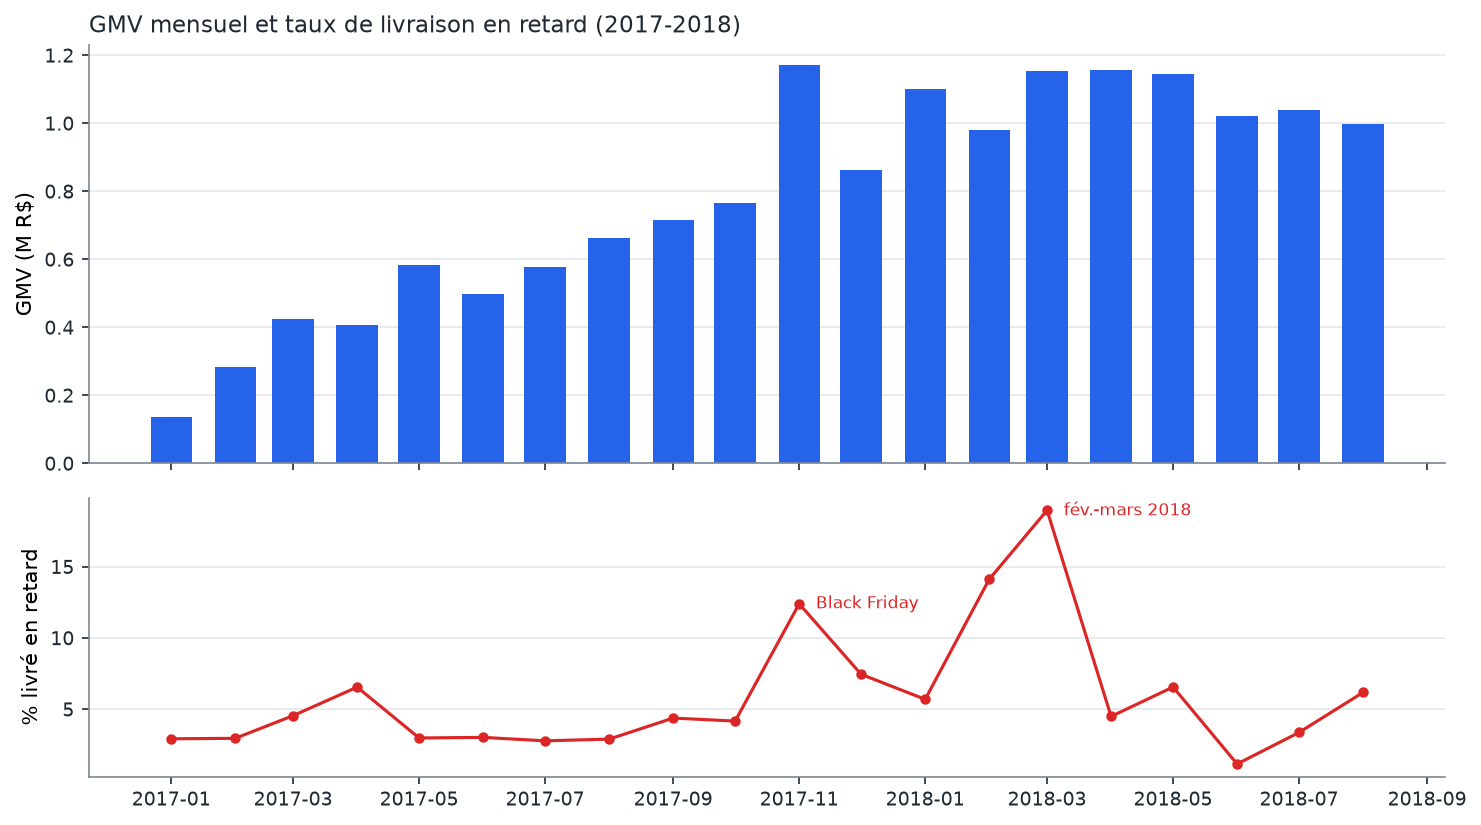 GMV mensuel et taux de livraison en retard (2017-2018)
GMV (M R$)
1.2
1.0
0.8
0.6
0.4
0.2
0.0
% livré en retard
15
10
5
Black Friday
fév.-mars 2018
2017-01 2017-03 2017-05 2017-07 2017-09 2017-11 2018-01 2018-03 2018-05 2018-07 2018-09